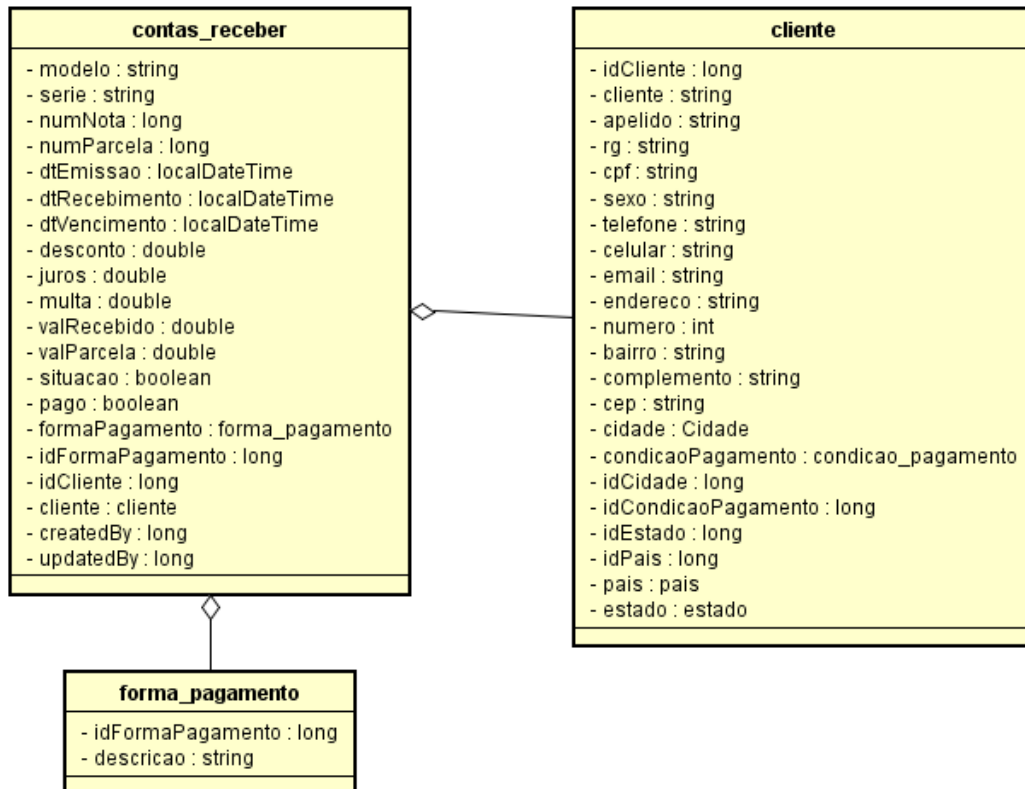 contas_receber
- modelo : string
- serie : string
- numNota : long
- numParcela : long
- dtEmissao : localDateTime
- dtRecebimento : localDateTime
- dtVencimento : localDateTime
- desconto : double
- juros : double
- multa : double
- valRecebido : double
- valParcela : double
- situacao : boolean
- pago : boolean
- formaPagamento : forma_pagamento
- idFormaPagamento : long
- idCliente : long
- cliente : cliente
- createdBy : long
- updatedBy : long
cliente
- idCliente : long
- cliente : string
- apelido : string
- rg : string
- cpf : string
- sexo : string
- telefone : string
- celular : string
- email : string
- endereco : string
- numero : int
- bairro : string
- complemento : string
- cep : string
- cidade : Cidade
- condicaoPagamento : condicao_pagamento
- idCidade : long
- idCondicaoPagamento : long
- idEstado : long
- idPais : long
- pais : pais
- estado : estado
forma_pagamento
- idFormaPagamento : long
- descricao : string